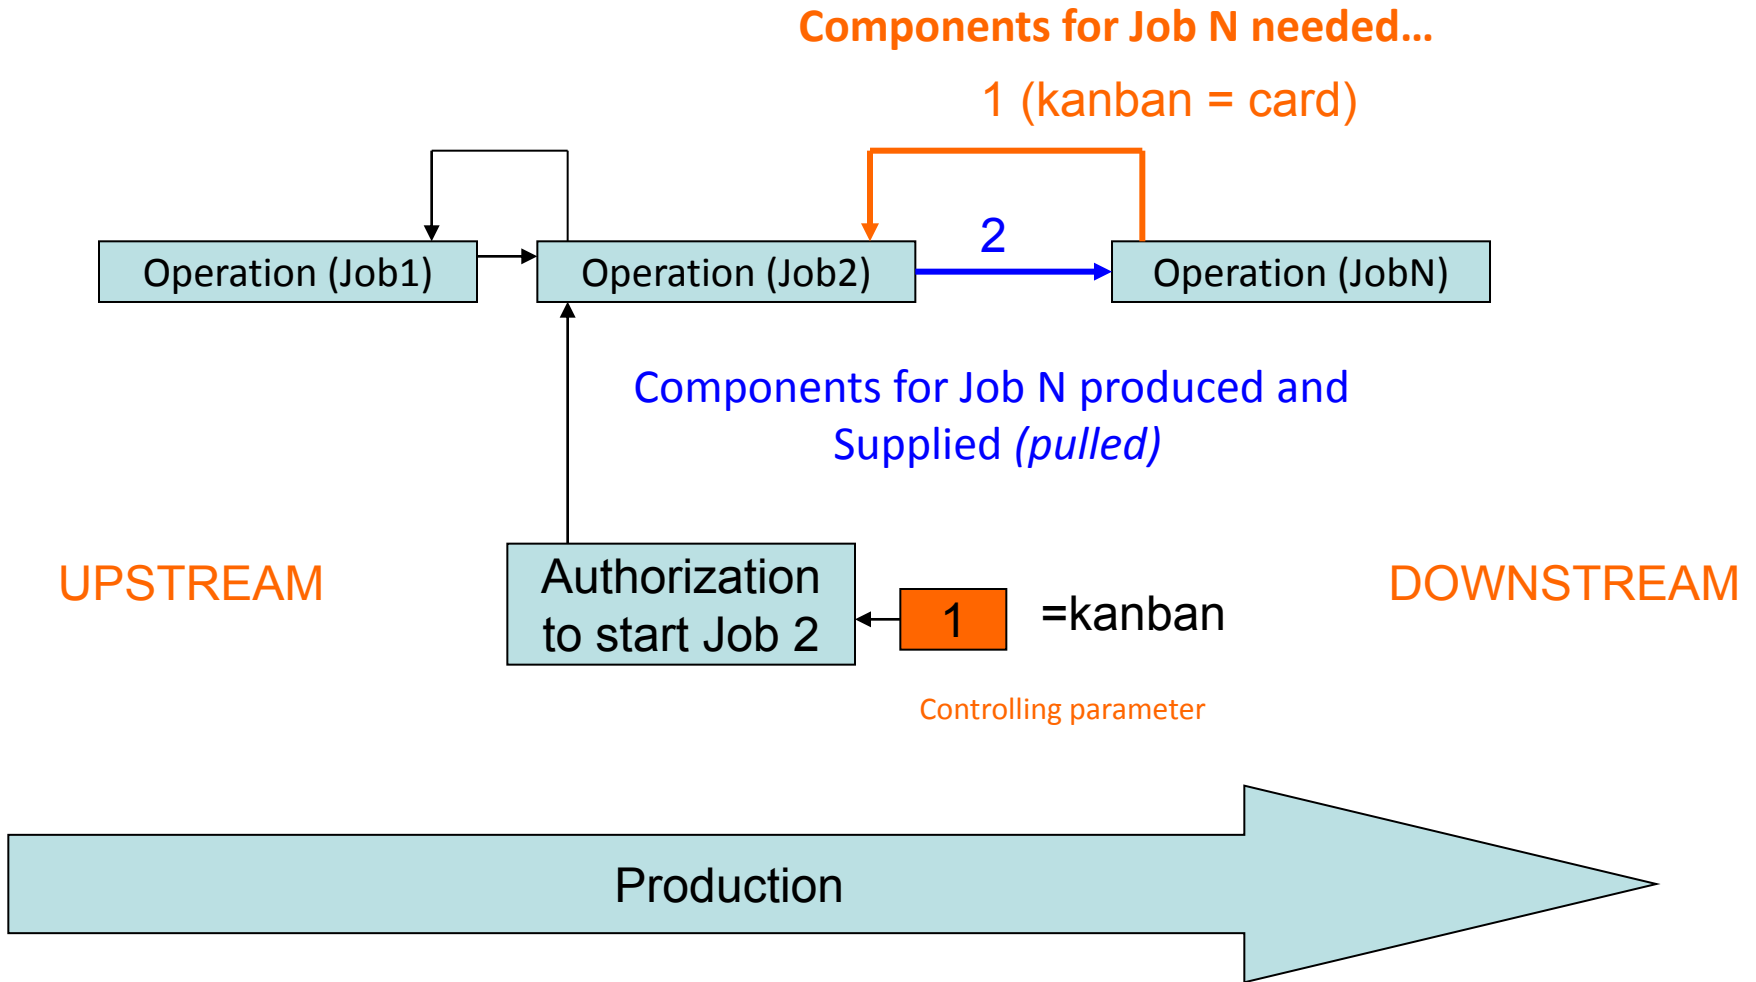 Components for Job N needed…
1 (kanban = card)
2
Operation (Job1)
Operation (Job2)
Operation (JobN)
Components for Job N produced and
Supplied (pulled)
UPSTREAM
Authorization
to start Job 2
1
=kanban
DOWNSTREAM
Controlling parameter
Production